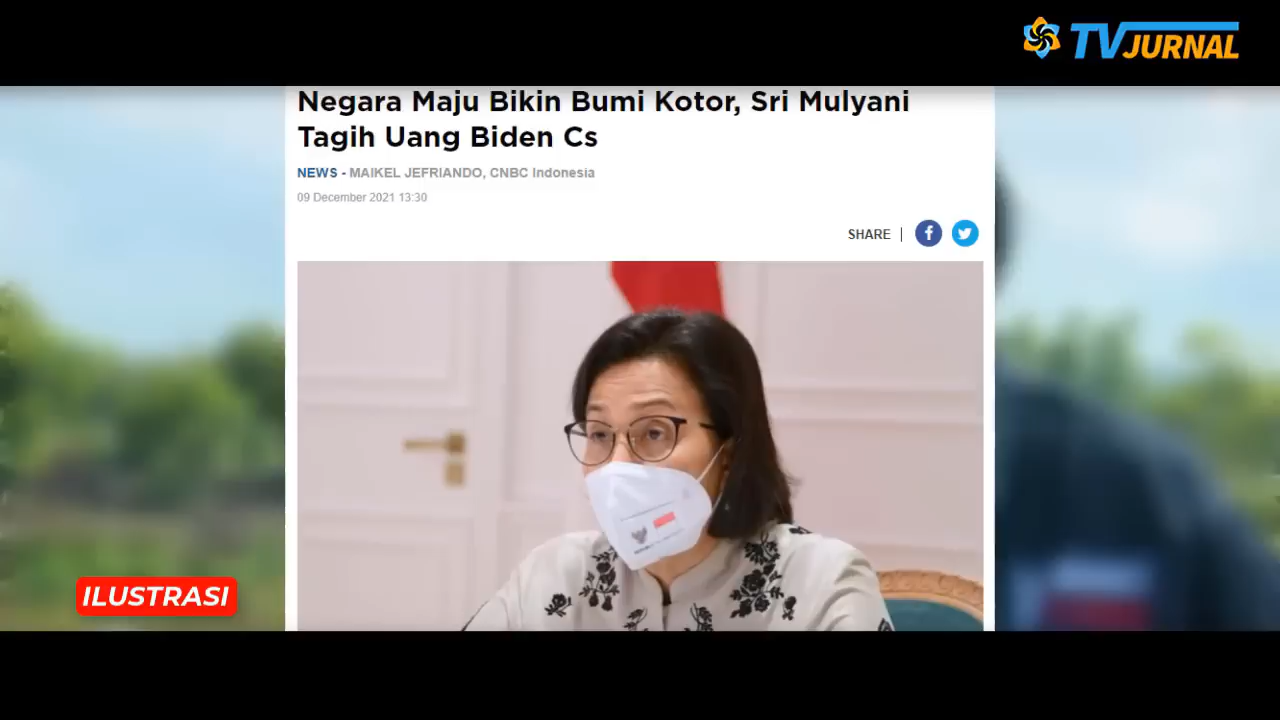 TVJURNAL
Negara Maju Bikin Bumi Kotor, Sri Mulyani
Tagih Uang Biden Cs
NEWS - MAIKEL JEFRIANDO, CNBC Indonesia
09 December 2021 13:30
SHARE |
ILUSTRASI